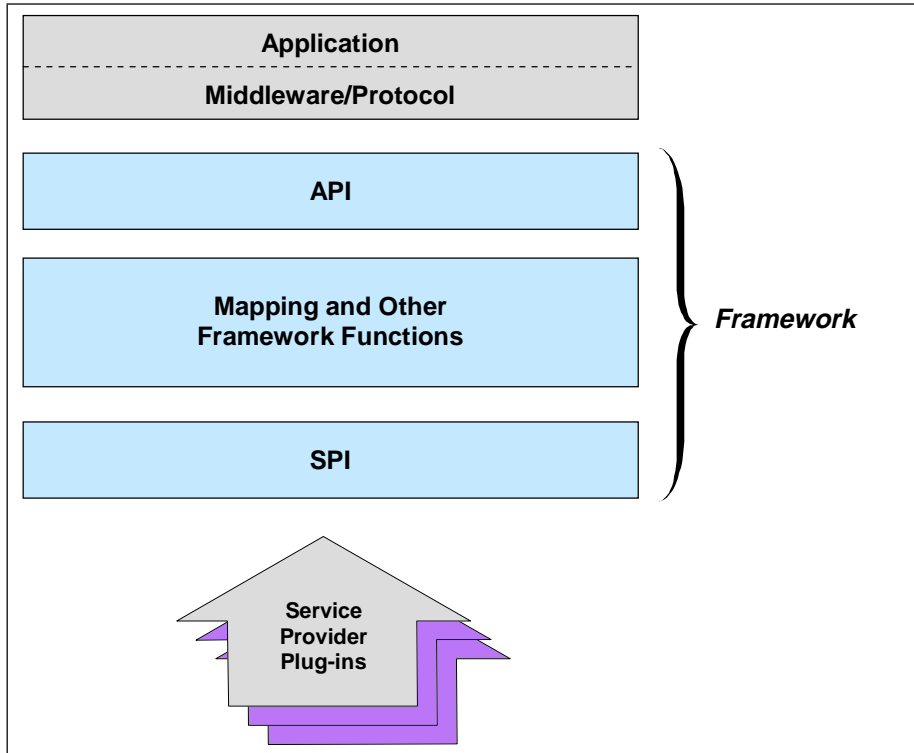 Application
Middleware/Protocol
API
Mapping and Other
Framework Functions
Framework
SPI
Service
Provider
Plug-ins